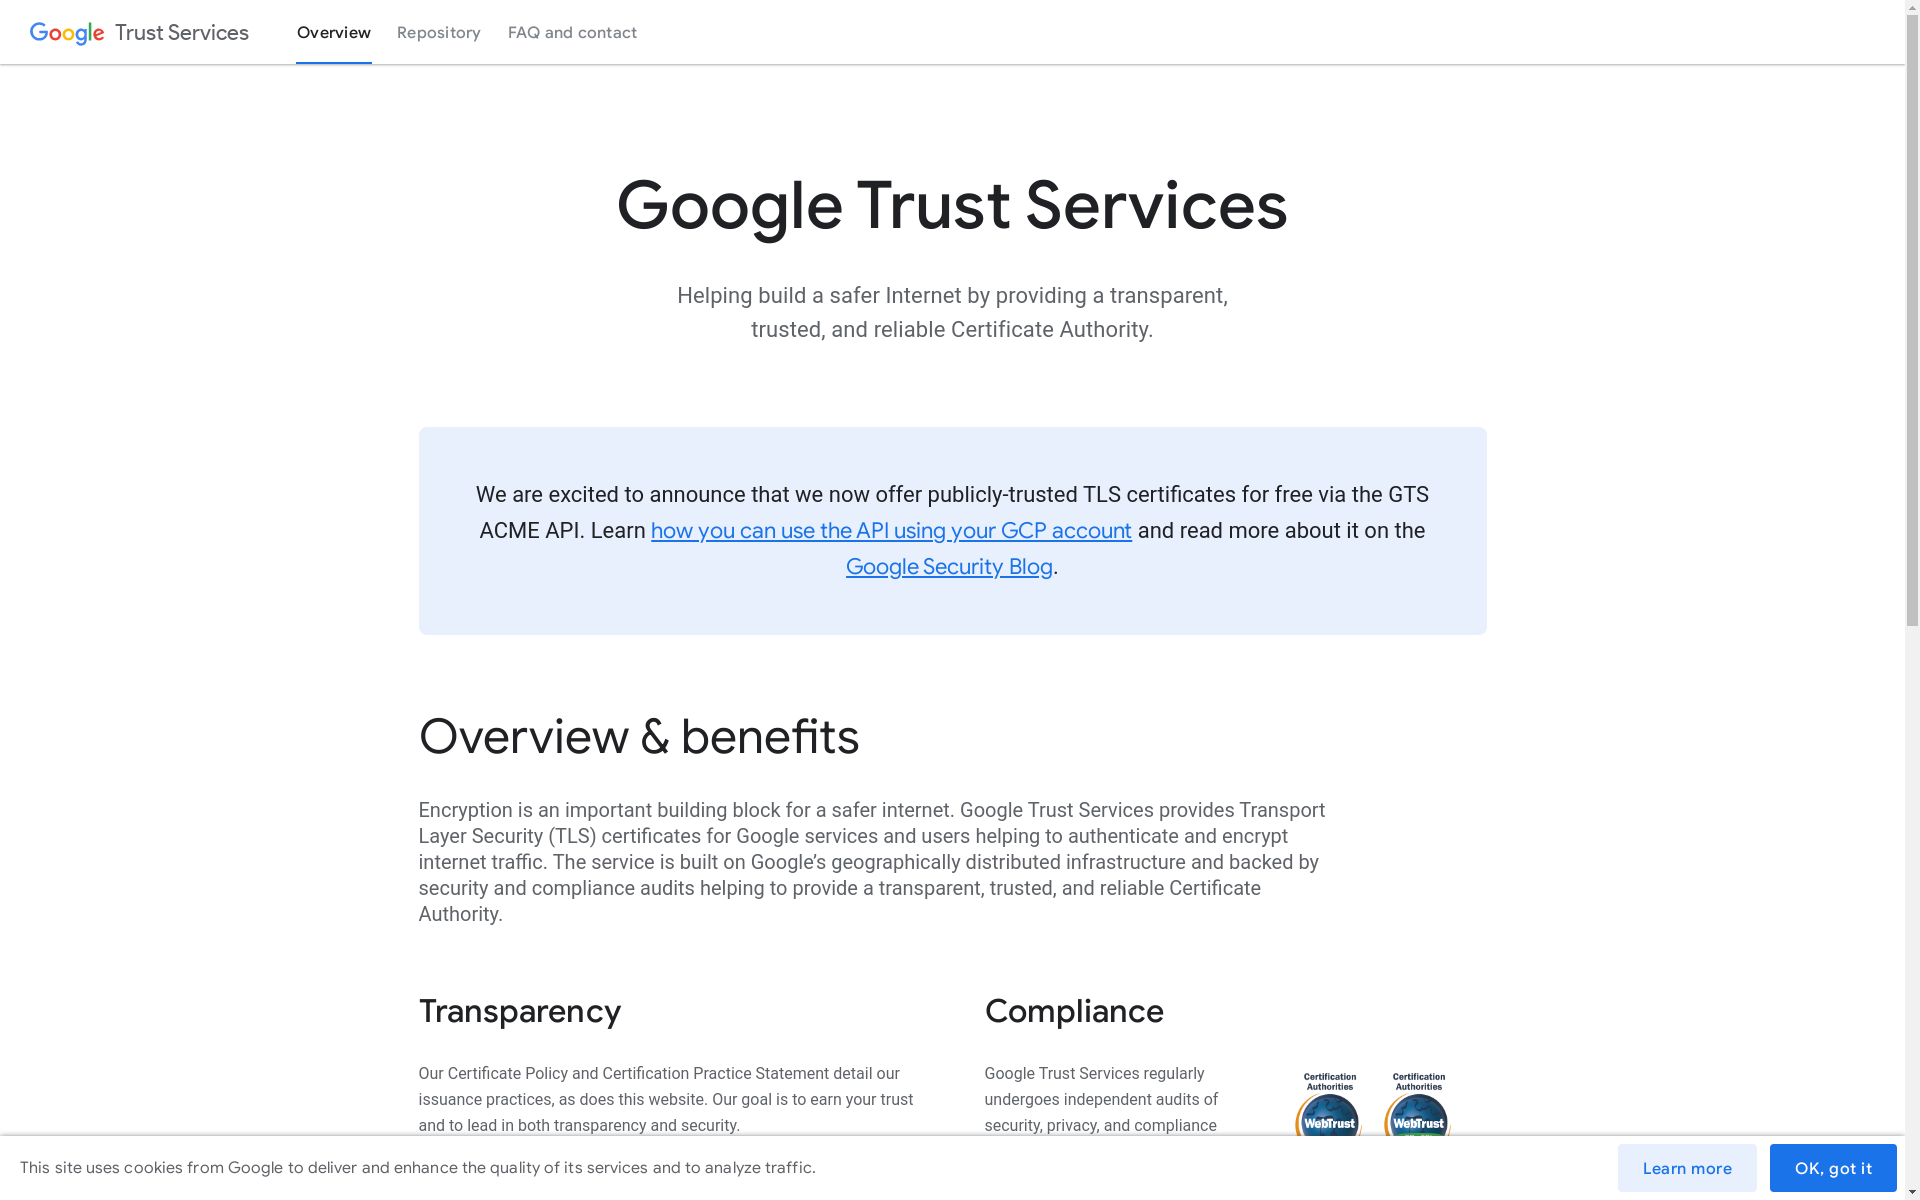 Google Trust Services
Overview
Repository
FAQ and contact
Google Trust Services
Helping build a safer Internet by providing a transparent,
trusted, and reliable Certificate Authority.
We are excited to announce that we now offer publicly-trusted TLS certificates for free via the GTS
ACME API. Learn how you can use the API using your GCP account and read more about it on the
Google Security Blog.
Overview & benefits
Encryption is an important building block for a safer internet. Google Trust Services provides Transport
Layer Security (TLS) certificates for Google services and users helping to authenticate and encrypt
internet traffic. The service is built on Google’s geographically distributed infrastructure and backed by
security and compliance audits helping to provide a transparent, trusted, and reliable Certificate
Authority.
Transparency
Our Certificate Policy and Certification Practice Statement detail our
issuance practices, as does this website. Our goal is to earn your trust
and to lead in both transparency and security.
Compliance
Google Trust Services regularly
undergoes independent audits of
security, privacy, and compliance
Certification
Authorities
WebTrust
Certification
Authorities
WebTrust
This site uses cookies from Google to deliver and enhance the quality of its services and to analyze traffic.
Learn more
OK, got it